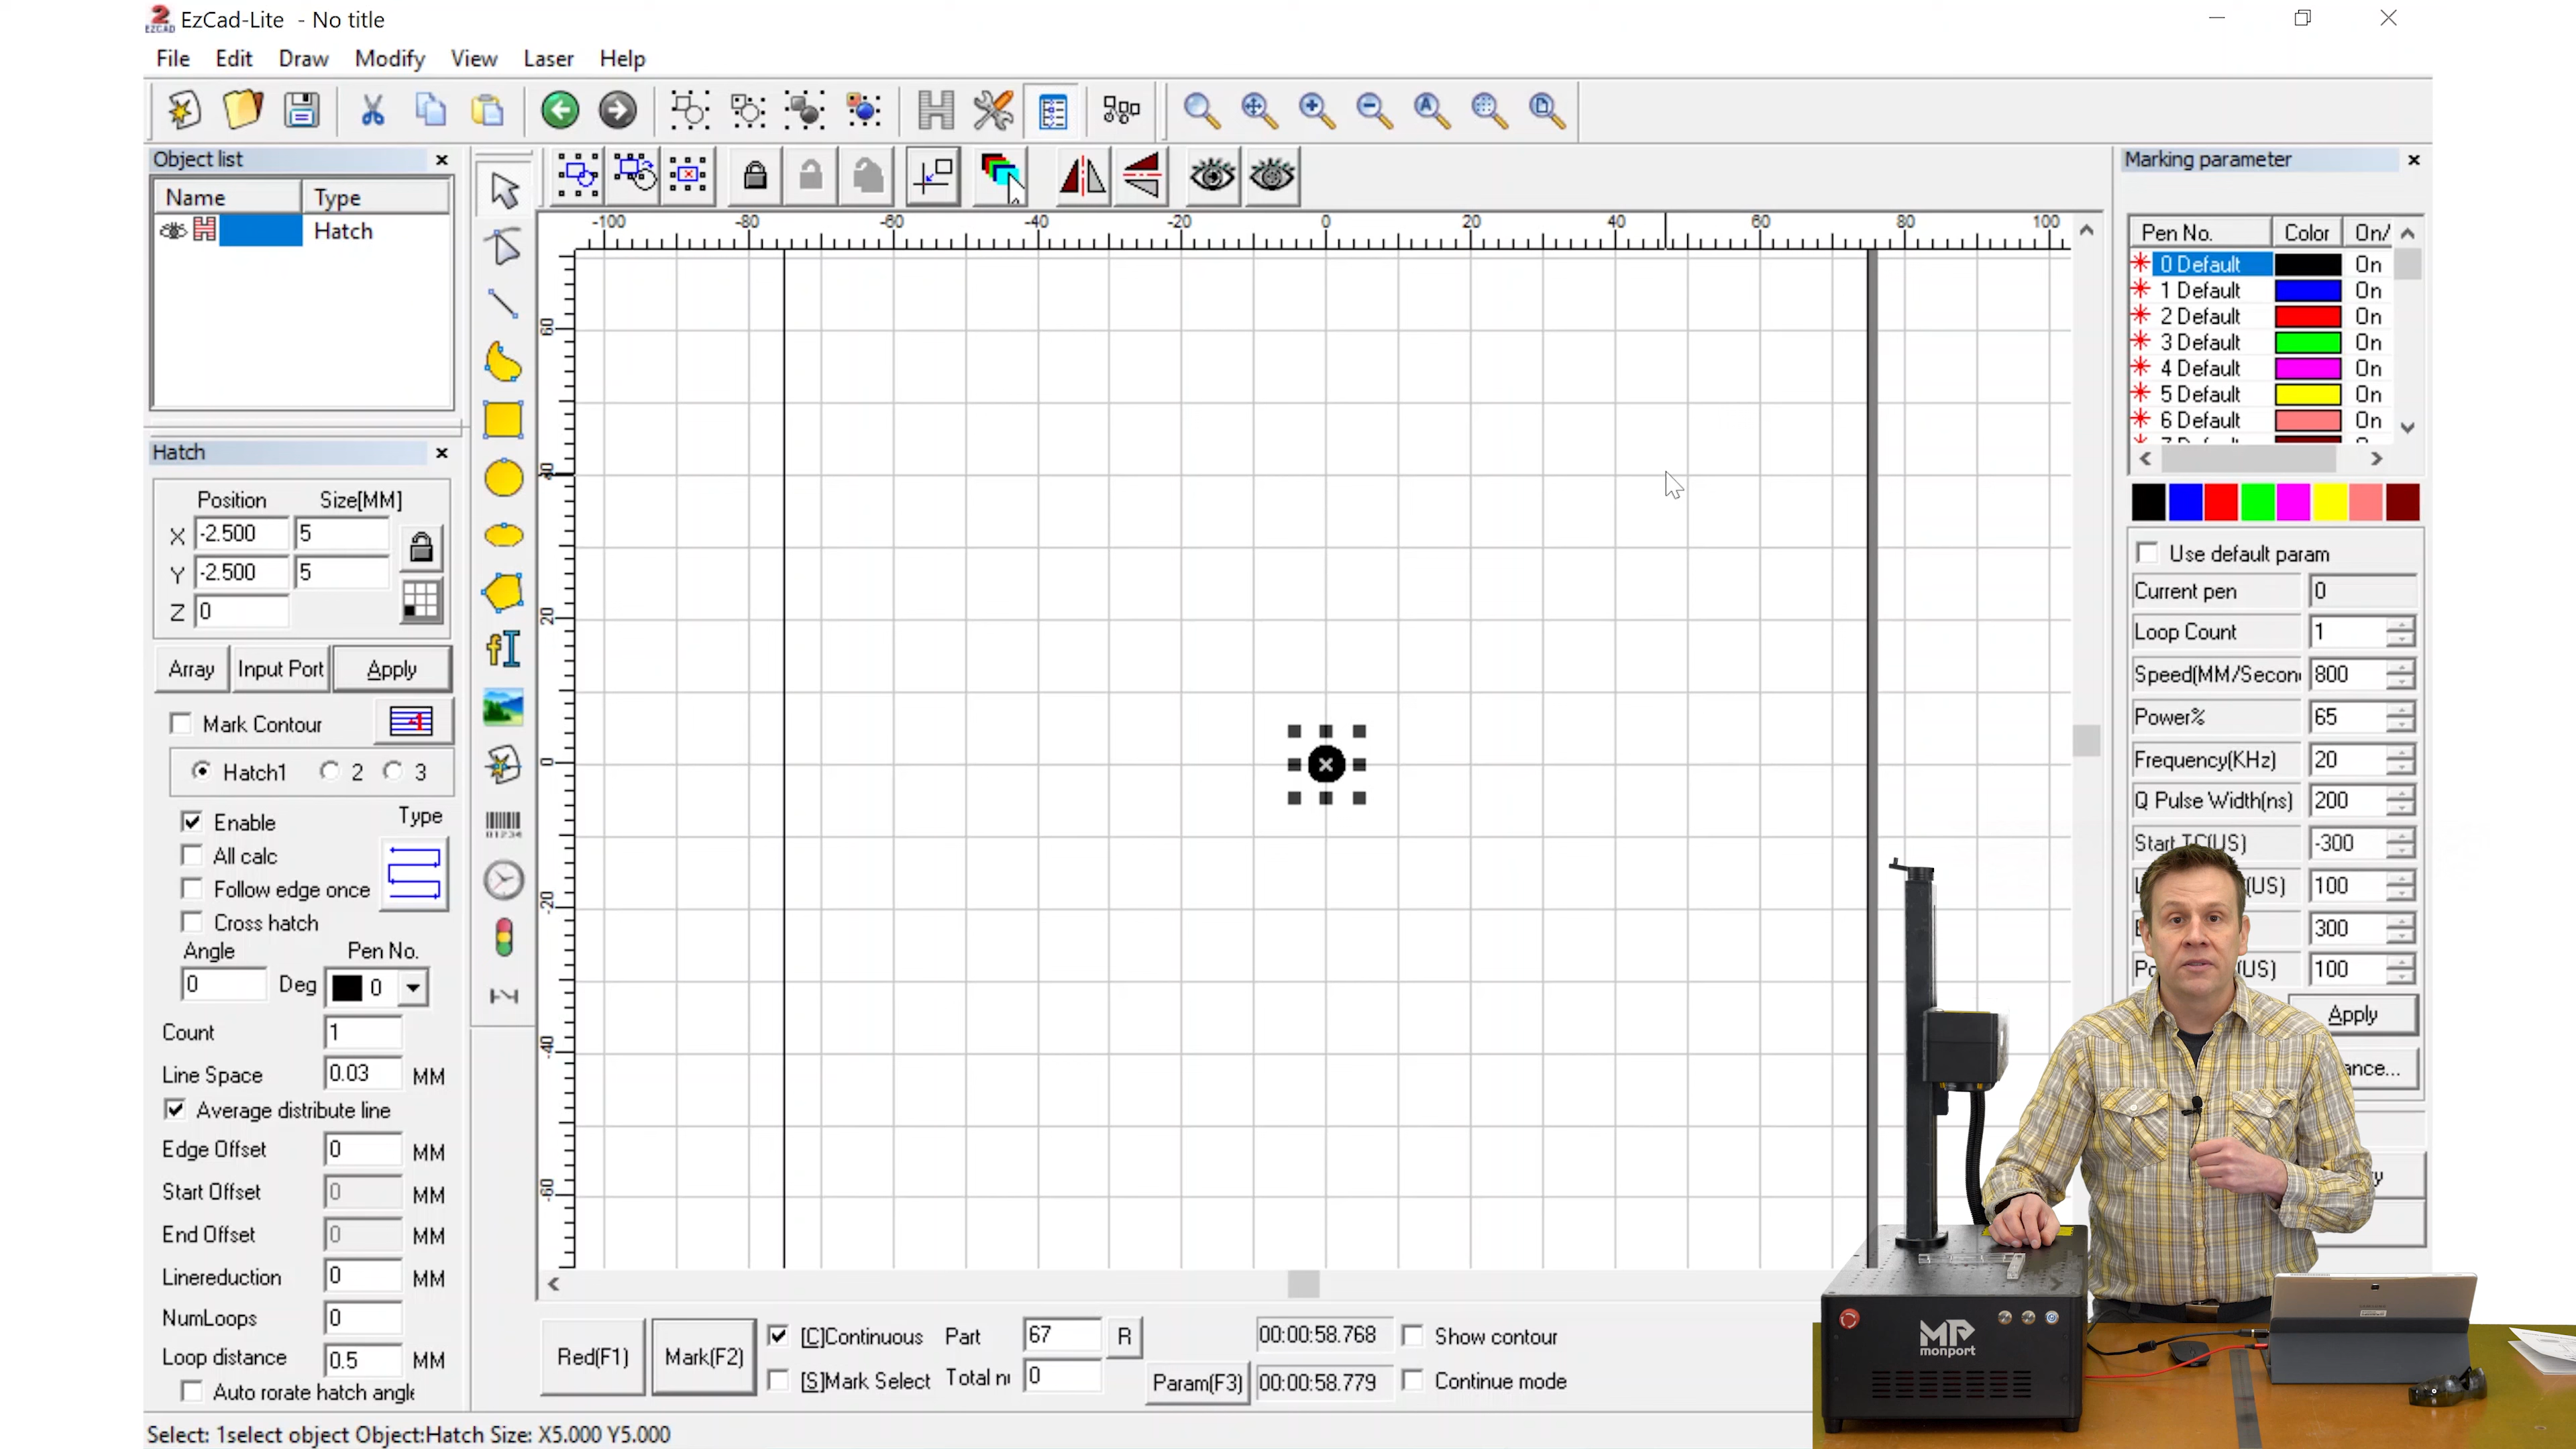 2 EZCAD EzCad-Lite - No title
File Edit Draw Modify View Laser Help
Object list
Name Type
Hatch
Hatch
Position Size[MM]
X -2.500 5
Y -2.500 5
Z 0
Array Input Port Apply
Mark Contour
Hatch1 2 3
Enable Type
All calc
Follow edge once
Cross hatch
Angle Pen No.
0 Deg 0
Count 1
Line Space 0.03 MM
Average distribute line
Edge Offset 0 MM
Start Offset 0 MM
End Offset 0 MM
Linereduction 0 MM
NumLoops 0
Loop distance 0.5 MM
Auto rorate hatch angle
-100 -80 -60 -40 -20 0 20 40 60 80 100
60
40
20
0
-20
-40
-60
Marking parameter
Pen No. Color On/
0 Default On
1 Default On
2 Default On
3 Default On
4 Default On
5 Default On
6 Default On
Use default param
Current pen 0
Loop Count 1
Speed(MM/Secon 800
Power% 65
Frequency(KHz) 20
Q Pulse Width(ns) 200
Start TC(US) -300
(US) 100
300
(US) 100
Apply
ance...
Red(F1) Mark(F2)
[C]Continuous Part 67 R 00:00:58.768 Show contour
[S]Mark Select Total nu 0 Param(F3) 00:00:58.779 Continue mode
MP
monport
Select: 1select object Object:Hatch Size: X5.000 Y5.000